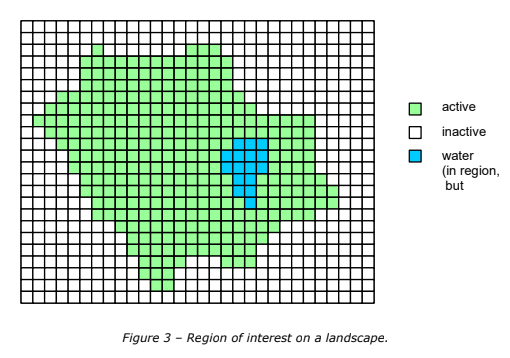 active
inactive
water
(in region,
but
Figure 3 – Region of interest on a landscape.